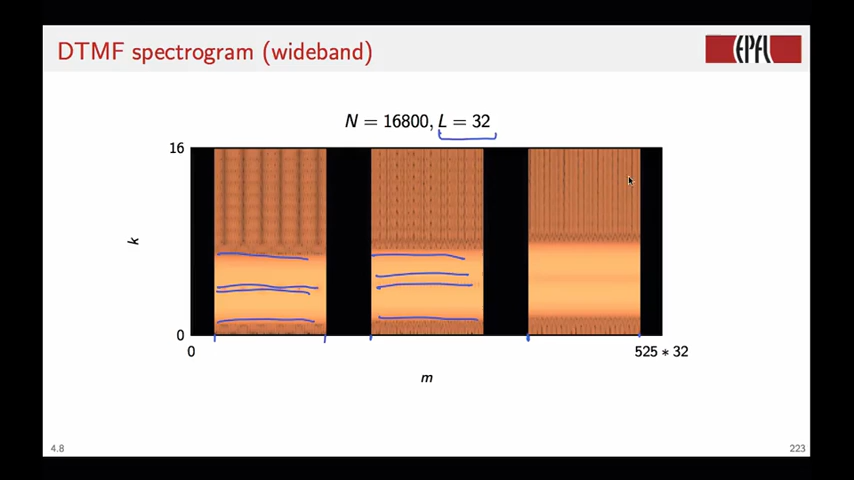 DTMF spectrogram (wideband)
EPFL
N = 16800, L = 32
16
k
0
0
525 * 32
m
4.8
223